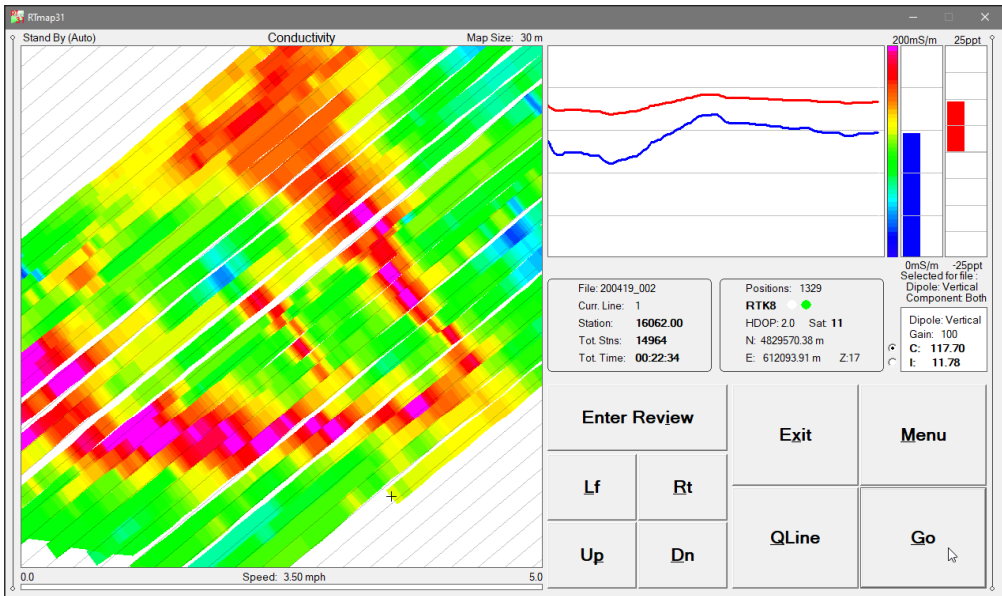 RTmap31
Stand By (Auto) Conductivity Map Size: 30 m
200mS/m 25ppt
0mS/m -25ppt
Selected for file :
Dipole: Vertical
Component: Both
File: 200419_002
Curr. Line: 1
Station: 16062.00
Tot. Stns: 14964
Tot. Time: 00:22:34
Positions: 1329
RTK8
HDOP: 2.0 Sat: 11
N: 4829570.38 m
E: 612093.91 m Z:17
Dipole: Vertical
Gain: 100
C: 117.70
I: 11.78
Enter Review
Exit
Menu
Lf
Rt
QLine
Go
Up
Dn
0.0 Speed: 3.50 mph 5.0